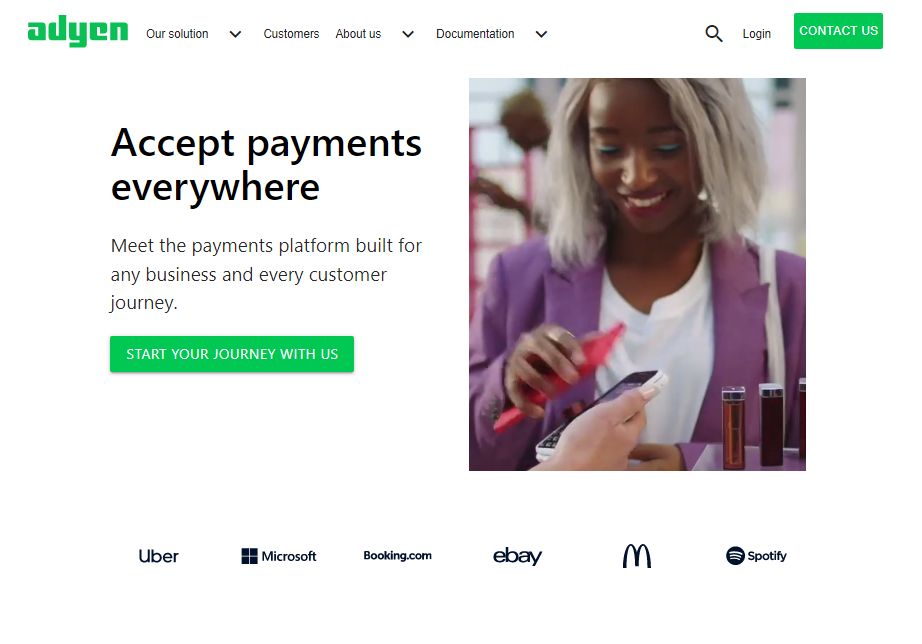 adyen Our solution Customers About us Documentation Login CONTACT US
Accept payments
everywhere
Meet the payments platform built for
any business and every customer
journey.
START YOUR JOURNEY WITH US
Uber Microsoft Booking.com ebay Spotify